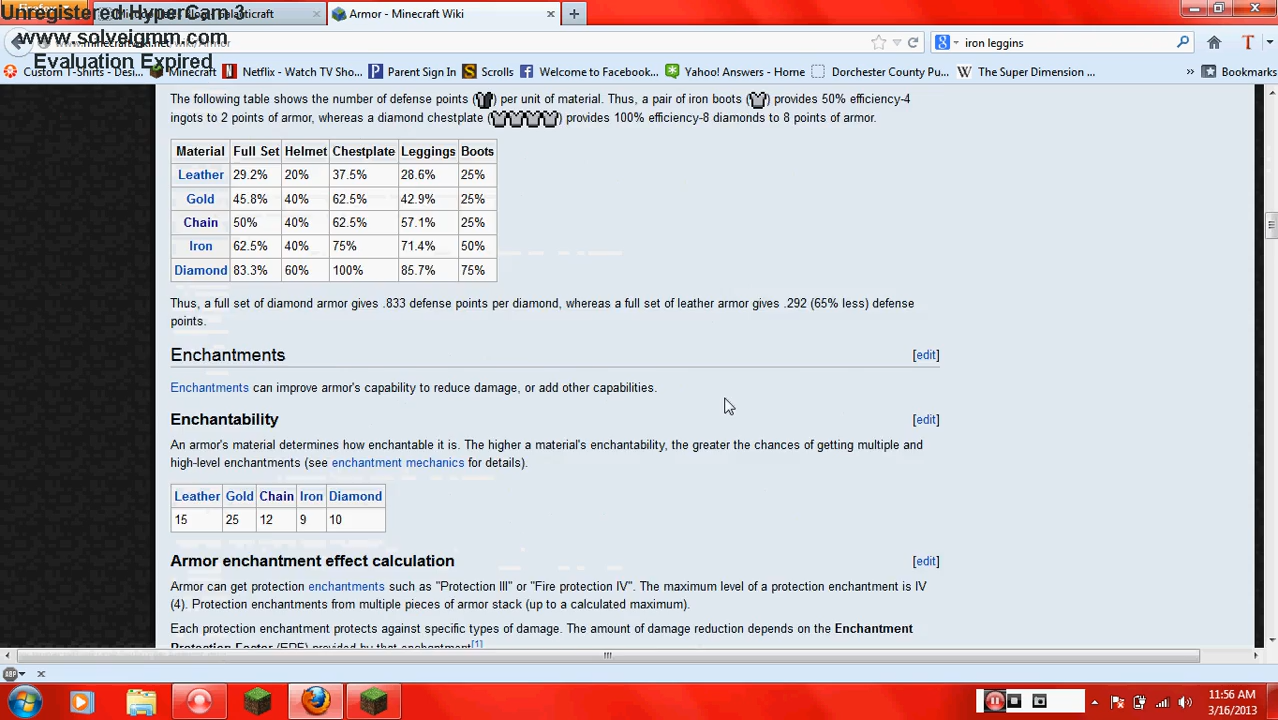 Unregistered HyperCam 3
www.solveigmm.com
Evaluation Expired
Armor - Minecraft Wiki
iron leggins
Custom T-Shirts - Desi... Minecraft Netflix - Watch TV Sho... Parent Sign In Scrolls Welcome to Facebook... Yahoo! Answers - Home Dorchester County Pu... The Super Dimension ... » Bookmarks
The following table shows the number of defense points ( ) per unit of material. Thus, a pair of iron boots ( ) provides 50% efficiency-4
ingots to 2 points of armor, whereas a diamond chestplate ( ) provides 100% efficiency-8 diamonds to 8 points of armor.
Material Full Set Helmet Chestplate Leggings Boots
Leather 29.2% 20% 37.5% 28.6% 25%
Gold 45.8% 40% 62.5% 42.9% 25%
Chain 50% 40% 62.5% 57.1% 25%
Iron 62.5% 40% 75% 71.4% 50%
Diamond 83.3% 60% 100% 85.7% 75%
Thus, a full set of diamond armor gives .833 defense points per diamond, whereas a full set of leather armor gives .292 (65% less) defense
points.
Enchantments [edit]
Enchantments can improve armor's capability to reduce damage, or add other capabilities.
Enchantability [edit]
An armor's material determines how enchantable it is. The higher a material's enchantability, the greater the chances of getting multiple and
high-level enchantments (see enchantment mechanics for details).
Leather Gold Chain Iron Diamond
15 25 12 9 10
Armor enchantment effect calculation [edit]
Armor can get protection enchantments such as "Protection III" or "Fire protection IV". The maximum level of a protection enchantment is IV
(4). Protection enchantments from multiple pieces of armor stack (up to a calculated maximum).
Each protection enchantment protects against specific types of damage. The amount of damage reduction depends on the Enchantment
Protection Factor (EPF) provided by that enchantment[1]
ABP
11:56 AM
3/16/2013